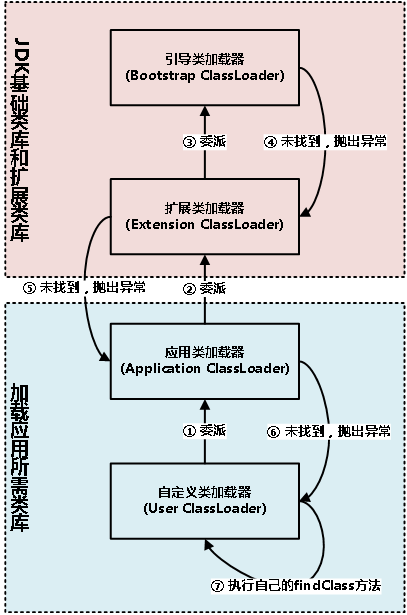 JDK基础类库和扩展类库
引导类加载器
(Bootstrap ClassLoader)
③ 委派
④ 未找到，抛出异常
扩展类加载器
(Extension ClassLoader)
⑤ 未找到，抛出异常
② 委派
加载应用所需类库
应用类加载器
(Application ClassLoader)
① 委派
⑥ 未找到，抛出异常
自定义类加载器
(User ClassLoader)
⑦ 执行自己的findClass方法